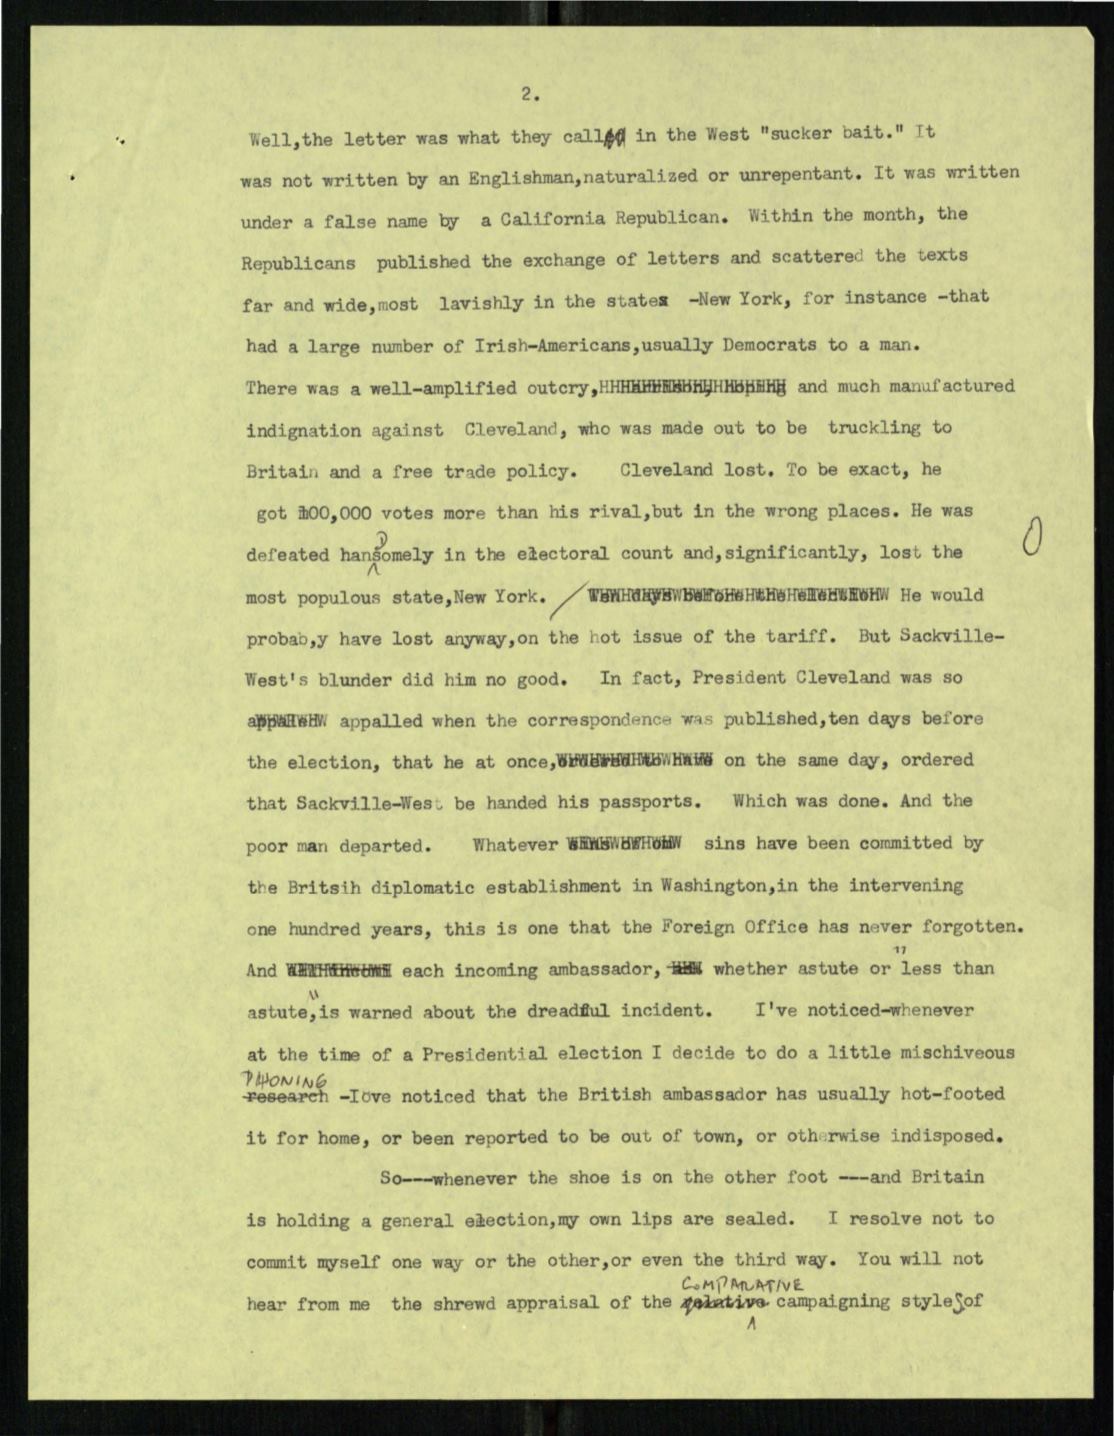 2.
Well,the letter was what they call in the West "sucker bait." It
was not written by an Englishman,naturalized or unrepentant. It was written
under a false name by a California Republican. Within the month, the
Republicans published the exchange of letters and scattered the texts
far and wide,most lavishly in the states -New York, for instance -that
had a large number of Irish-Americans,usually Democrats to a man.
There was a well-amplified outcry, and much manufactured
indignation against Cleveland, who was made out to be truckling to
Britain and a free trade policy. Cleveland lost. To be exact, he
got 100,000 votes more than his rival,but in the wrong places. He was
defeated handsomely in the electoral count and,significantly, lost the
most populous state,New York. / He would
probab,y have lost anyway,on the hot issue of the tariff. But Sackville-
West's blunder did him no good. In fact, President Cleveland was so
appalled when the correspondence was published,ten days before
the election, that he at once, on the same day, ordered
that Sackville-West be handed his passports. Which was done. And the
poor man departed. Whatever sins have been committed by
the Britsih diplomatic establishment in Washington,in the intervening
one hundred years, this is one that the Foreign Office has never forgotten.
And each incoming ambassador, whether astute or "less than
astute," is warned about the dreadful incident. I've noticed-whenever
at the time of a Presidential election I decide to do a little mischiveous
PHONING
research -I've noticed that the British ambassador has usually hot-footed
it for home, or been reported to be out of town, or otherwise indisposed.
So---whenever the shoe is on the other foot ---and Britain
is holding a general election,my own lips are sealed. I resolve not to
commit myself one way or the other,or even the third way. You will not
COMPARATIVE
hear from me the shrewd appraisal of the relative campaigning styles of